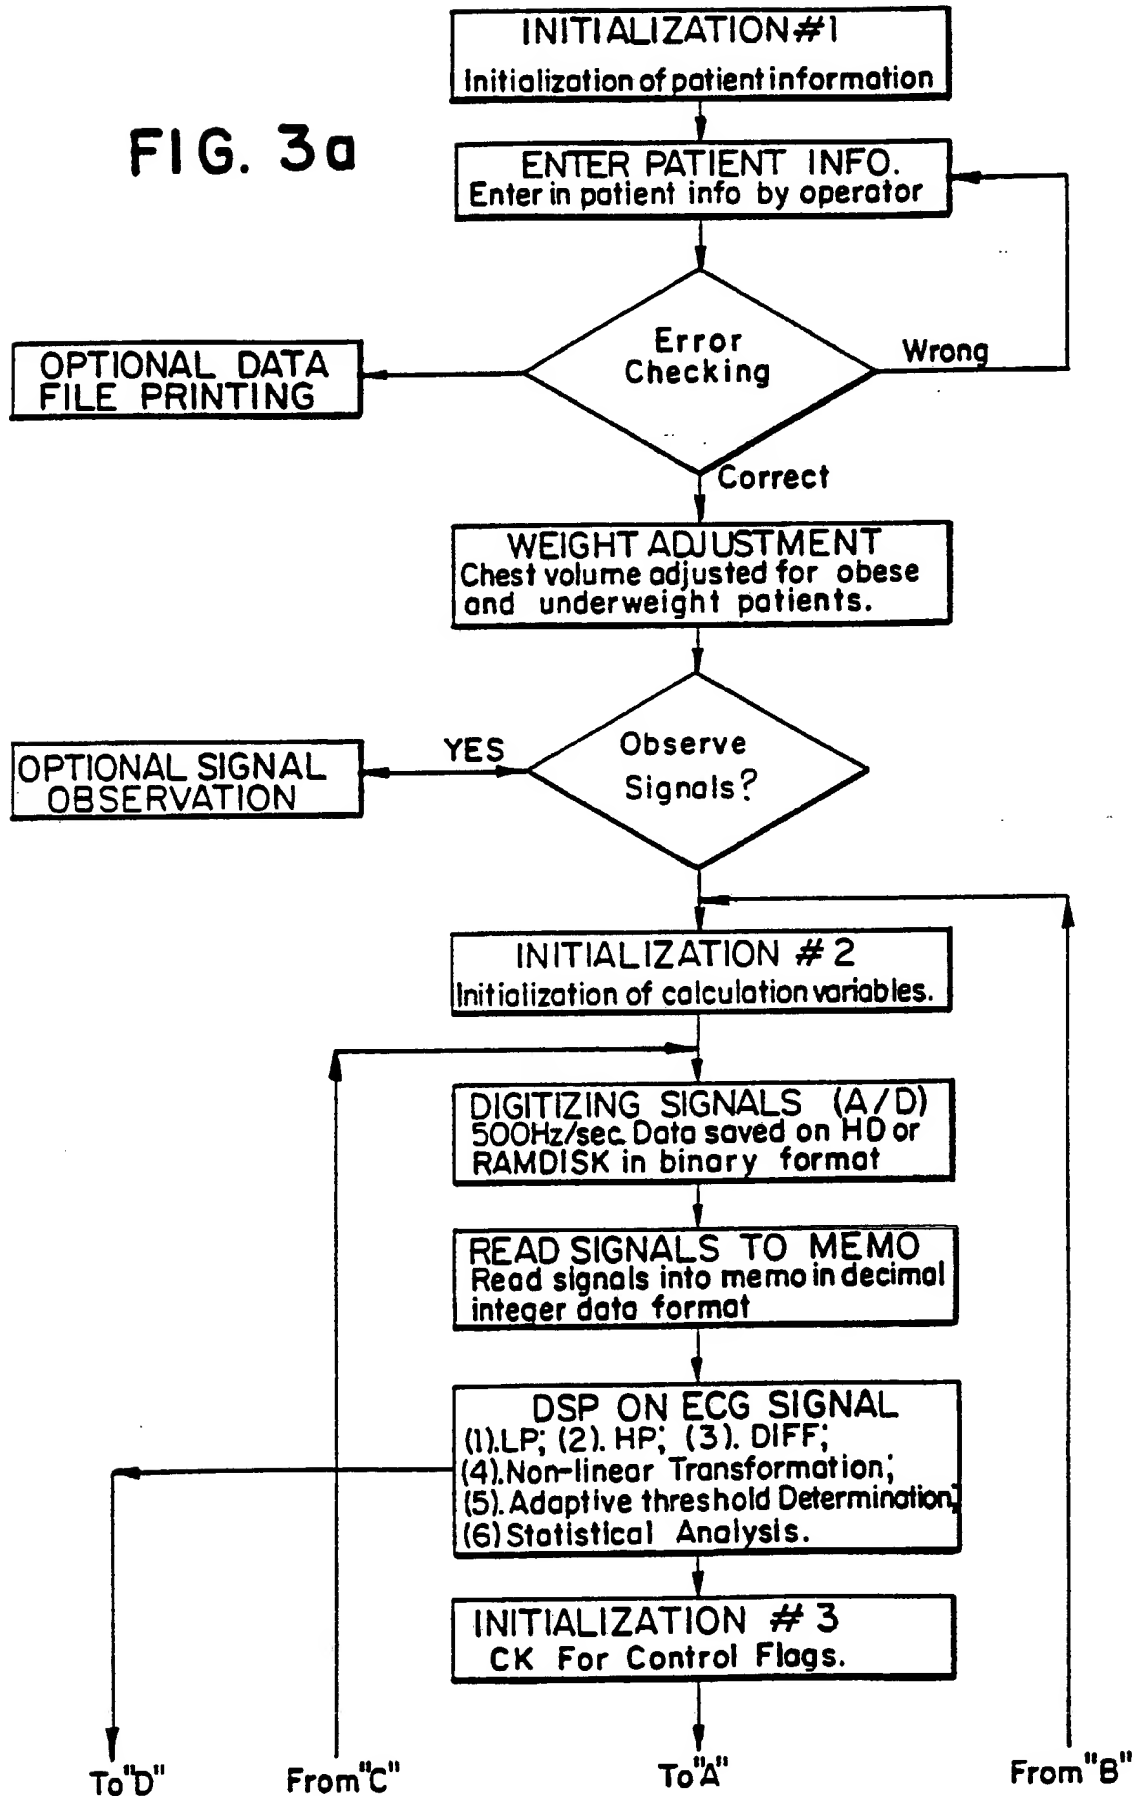 INITIALIZATION #1
Initialization of patient information
FIG. 3a
ENTER PATIENT INFO.
Enter in patient info by operator
Error
Checking
Wrong
OPTIONAL DATA
FILE PRINTING
Correct
WEIGHT ADJUSTMENT
Chest volume adjusted for obese
and underweight patients.
Observe
Signals?
YES
OPTIONAL SIGNAL
OBSERVATION
INITIALIZATION #2
Initialization of calculation variables.
DIGITIZING SIGNALS (A/D)
500Hz/sec. Data saved on HD or
RAMDISK in binary format
READ SIGNALS TO MEMO
Read signals into memo in decimal
integer data format
DSP ON ECG SIGNAL
(1).LP; (2). HP; (3). DIFF;
(4).Non-linear Transformation;
(5).Adaptive threshold Determination;
(6)Statistical Analysis.
INITIALIZATION #3
CK For Control Flags.
To"D"
From"C"
To"A"
From"B"